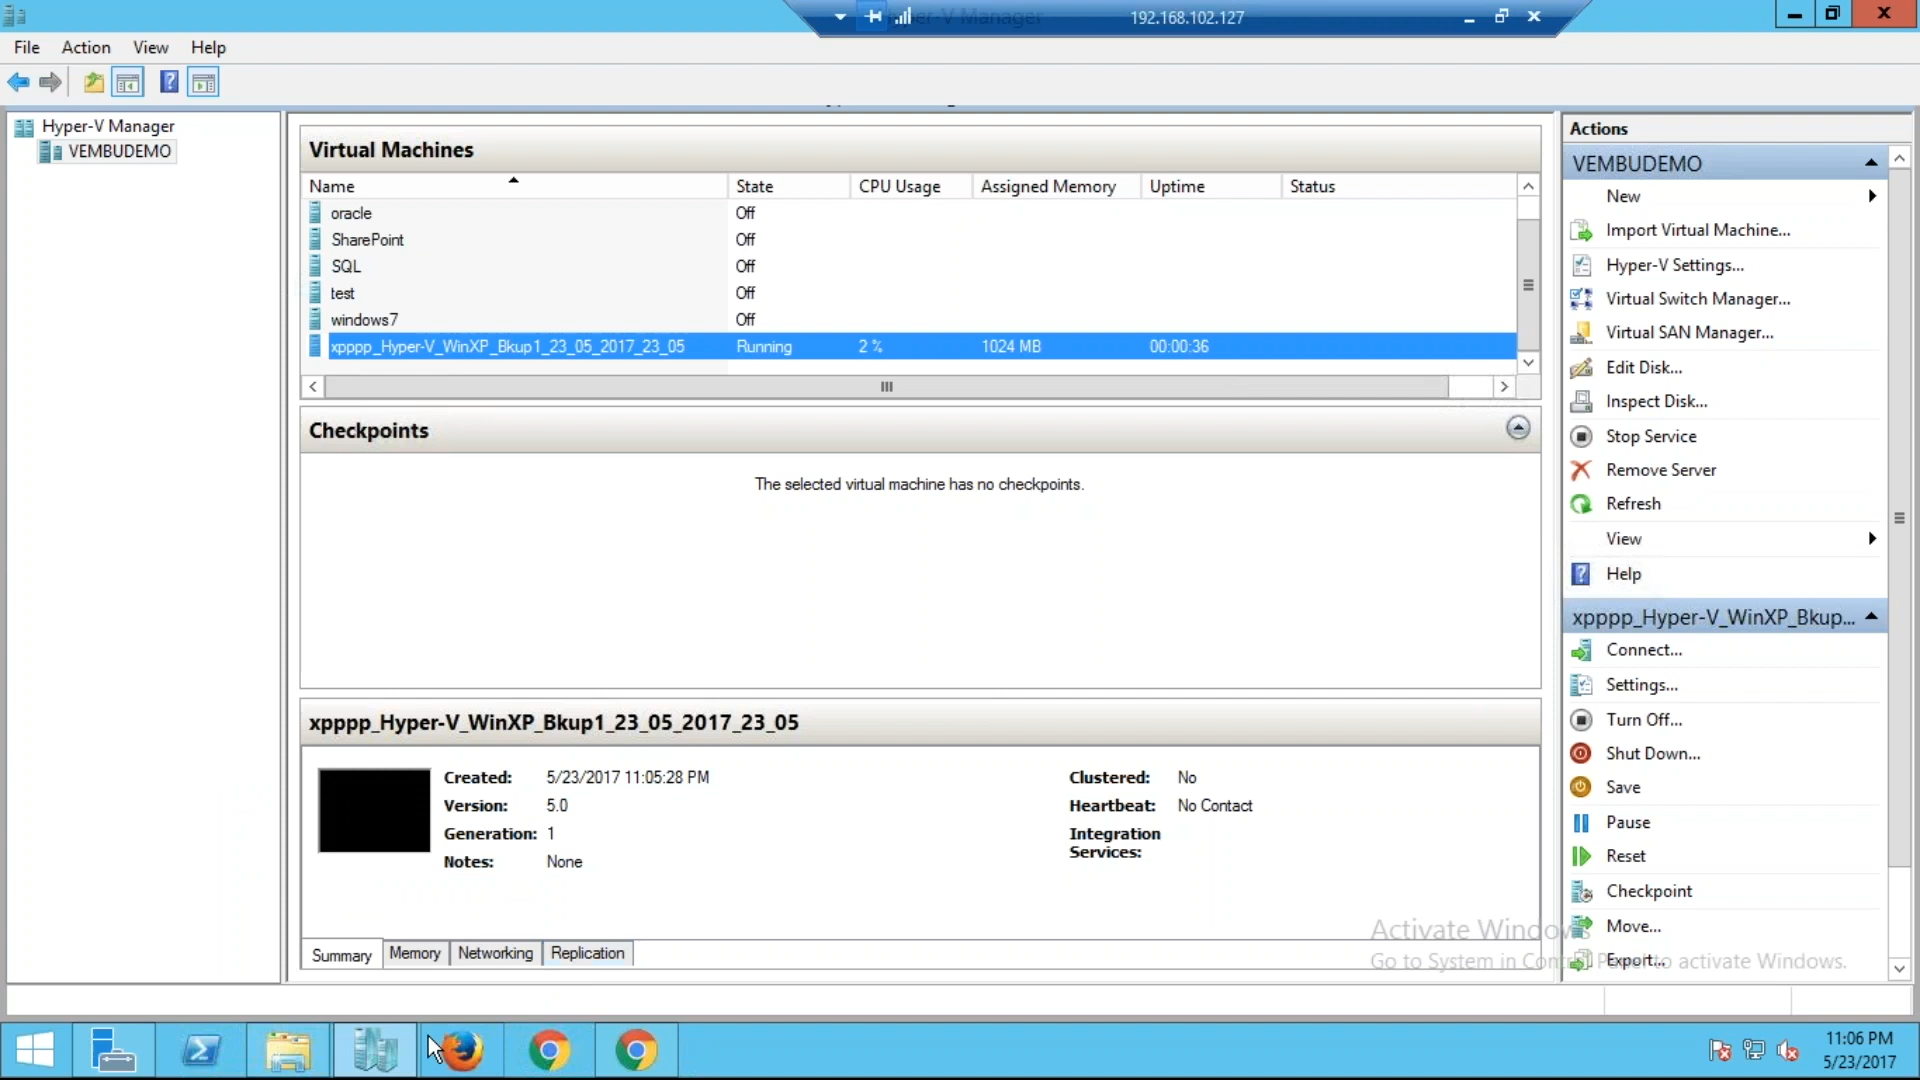 Hyper-V Manager
192.168.102.127
File Action View Help
Hyper-V Manager
VEMBUDEMO
Virtual Machines
Name State CPU Usage Assigned Memory Uptime Status
oracle Off
SharePoint Off
SQL Off
test Off
windows7 Off
xpppp_Hyper-V_WinXP_Bkup1_23_05_2017_23_05 Running 2 % 1024 MB 00:00:36
Checkpoints
The selected virtual machine has no checkpoints.
xpppp_Hyper-V_WinXP_Bkup1_23_05_2017_23_05
Created: 5/23/2017 11:05:28 PM
Version: 5.0
Generation: 1
Notes: None
Clustered: No
Heartbeat: No Contact
Integration
Services:
Summary Memory Networking Replication
Actions
VEMBUDEMO
New
Import Virtual Machine...
Hyper-V Settings...
Virtual Switch Manager...
Virtual SAN Manager...
Edit Disk...
Inspect Disk...
Stop Service
Remove Server
Refresh
View
Help
xpppp_Hyper-V_WinXP_Bkup...
Connect...
Settings...
Turn Off...
Shut Down...
Save
Pause
Reset
Checkpoint
Move...
Export...
Activate Windows
Go to System in Control Panel to activate Windows.
11:06 PM
5/23/2017